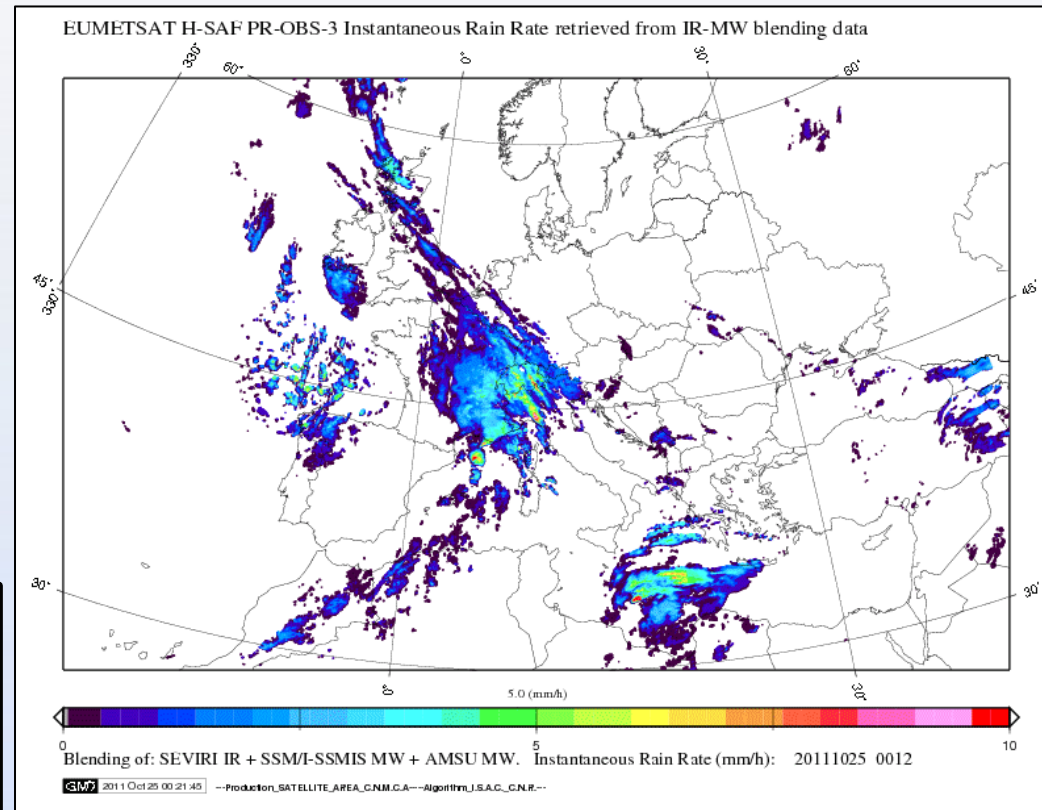 EUMETSAT H-SAF PR-OBS-3 Instantaneous Rain Rate retrieved from IR-MW blending data
330° 60° 0° 30° 60°
45° 45°
330°
30° 30°
0° 30°
5.0 (mm/h)
0 5 10
Blending of: SEVIRI IR + SSM/I-SSMIS MW + AMSU MW. Instantaneous Rain Rate (mm/h): 20111025 0012
GMT 2011 Oct 25 00:21:45 --Production_SATELLITE_AREA_C.N.M.C.A---Algorithm_I.S.A.C._C.N.R.--